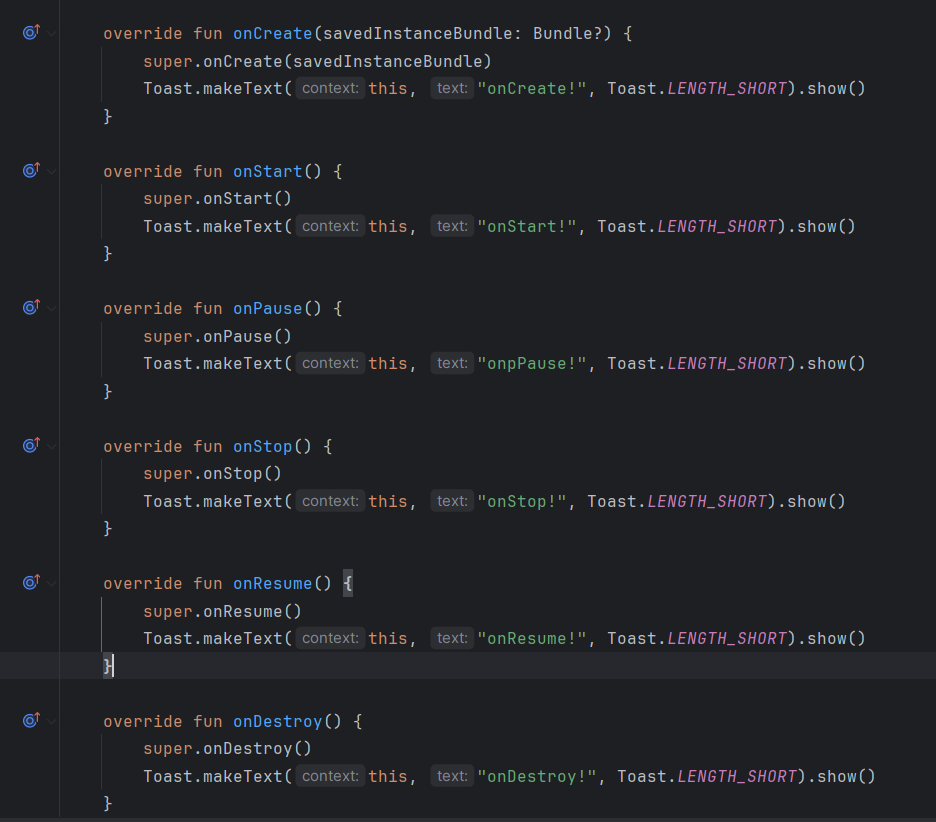 override fun onCreate(savedInstanceBundle: Bundle?) {
super.onCreate(savedInstanceBundle)
Toast.makeText( context: this, text: "onCreate!", Toast.LENGTH_SHORT).show()
}
override fun onStart() {
super.onStart()
Toast.makeText( context: this, text: "onStart!", Toast.LENGTH_SHORT).show()
}
override fun onPause() {
super.onPause()
Toast.makeText( context: this, text: "onpPause!", Toast.LENGTH_SHORT).show()
}
override fun onStop() {
super.onStop()
Toast.makeText( context: this, text: "onStop!", Toast.LENGTH_SHORT).show()
}
override fun onResume() {
super.onResume()
Toast.makeText( context: this, text: "onResume!", Toast.LENGTH_SHORT).show()
}
override fun onDestroy() {
super.onDestroy()
Toast.makeText( context: this, text: "onDestroy!", Toast.LENGTH_SHORT).show()
}